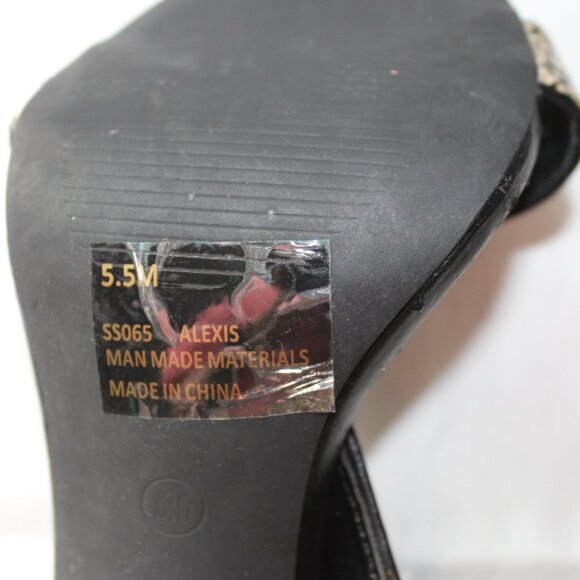 5.5M
SS065 ALEXIS
MAN MADE MATERIALS
MADE IN CHINA